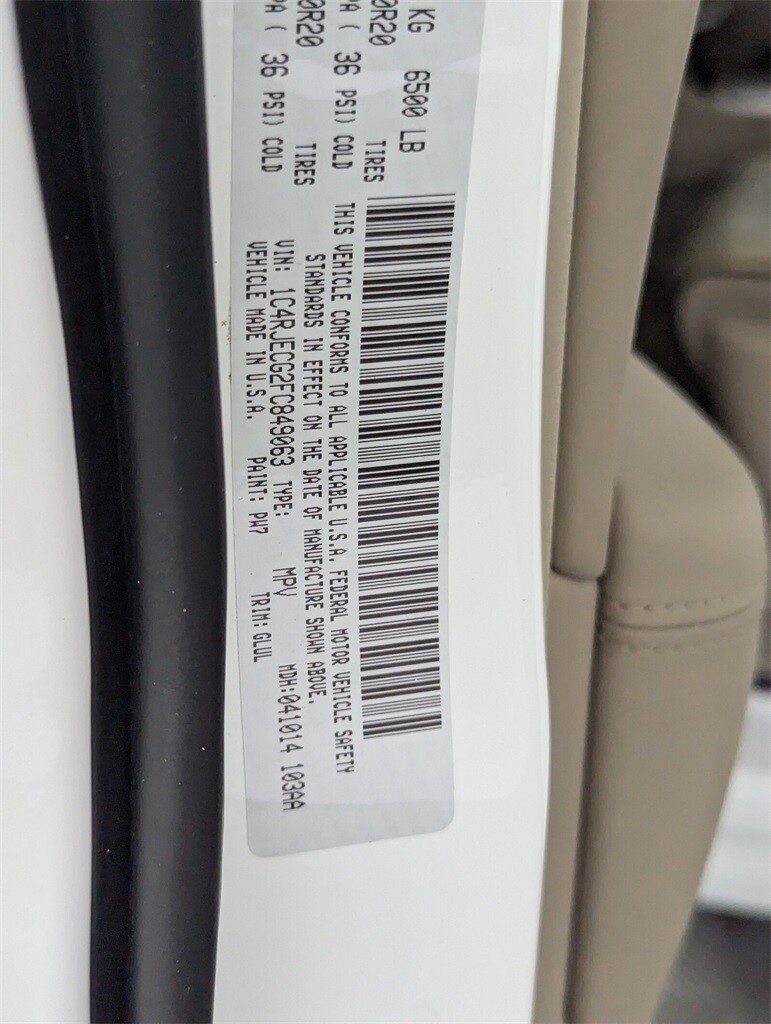 KG 6500 LB
0R20 TIRES
PA ( 36 PSI) COLD
0R20 TIRES
PA ( 36 PSI) COLD
THIS VEHICLE CONFORMS TO ALL APPLICABLE U.S.A. FEDERAL MOTOR VEHICLE SAFETY
STANDARDS IN EFFECT ON THE DATE OF MANUFACTURE SHOWN ABOVE.
VIN: 1C4RJECG2FC849063 TYPE: MPV MDH:041014 103AA
VEHICLE MADE IN U.S.A. PAINT: PW7 TRIM: GLUL